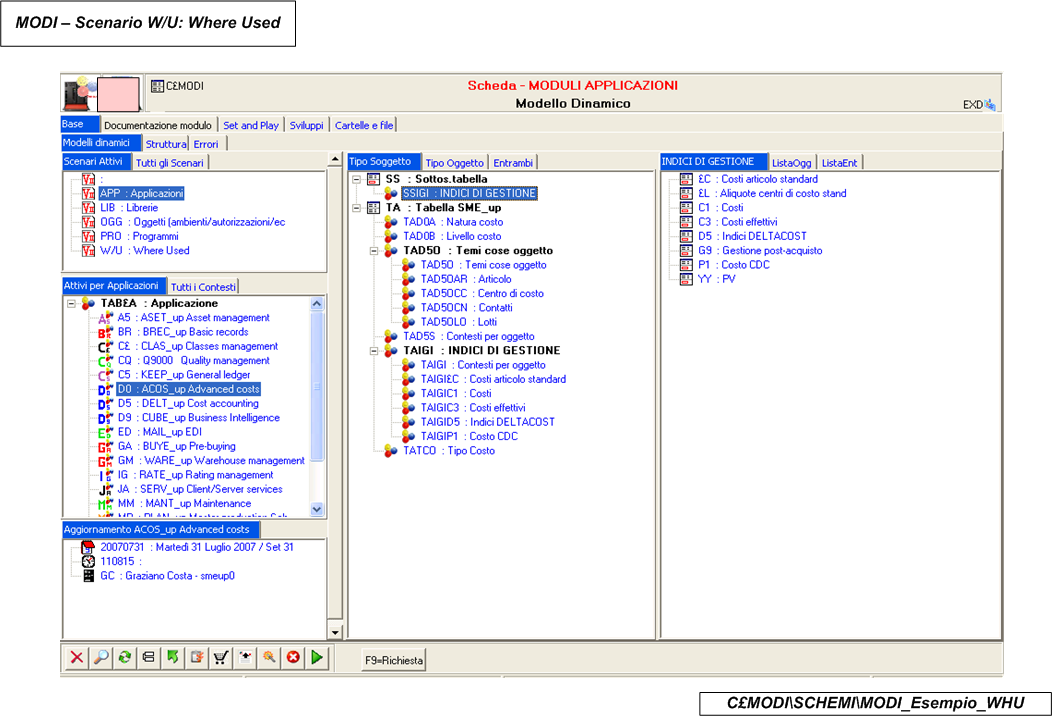 MODI – Scenario W/U: Where Used
C£MODI
Scheda - MODULI APPLICAZIONI
Modello Dinamico
EXD
Base Documentazione modulo Set and Play Sviluppi Cartelle e file
Modelli dinamici Struttura Errori
Scenari Attivi Tutti gli Scenari
:
APP : Applicazioni
LIB : Librerie
OGG : Oggetti (ambienti/autorizzazioni/ec
PRO : Programmi
W/U : Where Used
Attivi per Applicazioni Tutti i Contesti
TAB£A : Applicazione
A5 : ASET_up Asset management
BR : BREC_up Basic records
C£ : CLAS_up Classes management
CQ : Q9000 Quality management
C5 : KEEP_up General ledger
D0 : ACOS_up Advanced costs
D5 : DELT_up Cost accounting
D9 : CUBE_up Business Intelligence
ED : MAIL_up EDI
GA : BUYE_up Pre-buying
GM : WARE_up Warehouse management
IG : RATE_up Rating management
JA : SERV_up Client/Server services
MM : MANT_up Maintenance
Aggiornamento ACOS_up Advanced costs
20070731 : Martedì 31 Luglio 2007 / Set 31
110815 :
GC : Graziano Costa - smeup0
Tipo Soggetto Tipo Oggetto Entrambi
SS : Sottos.tabella
SSIGI : INDICI DI GESTIONE
TA : Tabella SME_up
TAD0A : Natura costo
TAD0B : Livello costo
TAD5O : Temi cose oggetto
TAD5O : Temi cose oggetto
TAD5OAR : Articolo
TAD5OCC : Centro di costo
TAD5OCN : Contatti
TAD5OLO : Lotti
TAD5S : Contesti per oggetto
TAIGI : INDICI DI GESTIONE
TAIGI : Contesti per oggetto
TAIGI£C : Costi articolo standard
TAIGIC1 : Costi
TAIGIC3 : Costi effettivi
TAIGID5 : Indici DELTACOST
TAIGIP1 : Costo CDC
TATCO : Tipo Costo
INDICI DI GESTIONE ListaOgg ListaEnt
£C : Costi articolo standard
£L : Aliquote centri di costo stand
C1 : Costi
C3 : Costi effettivi
D5 : Indici DELTACOST
G9 : Gestione post-acquisto
P1 : Costo CDC
YY : PV
F9=Richiesta
C£MODI\SCHEMI\MODI_Esempio_WHU